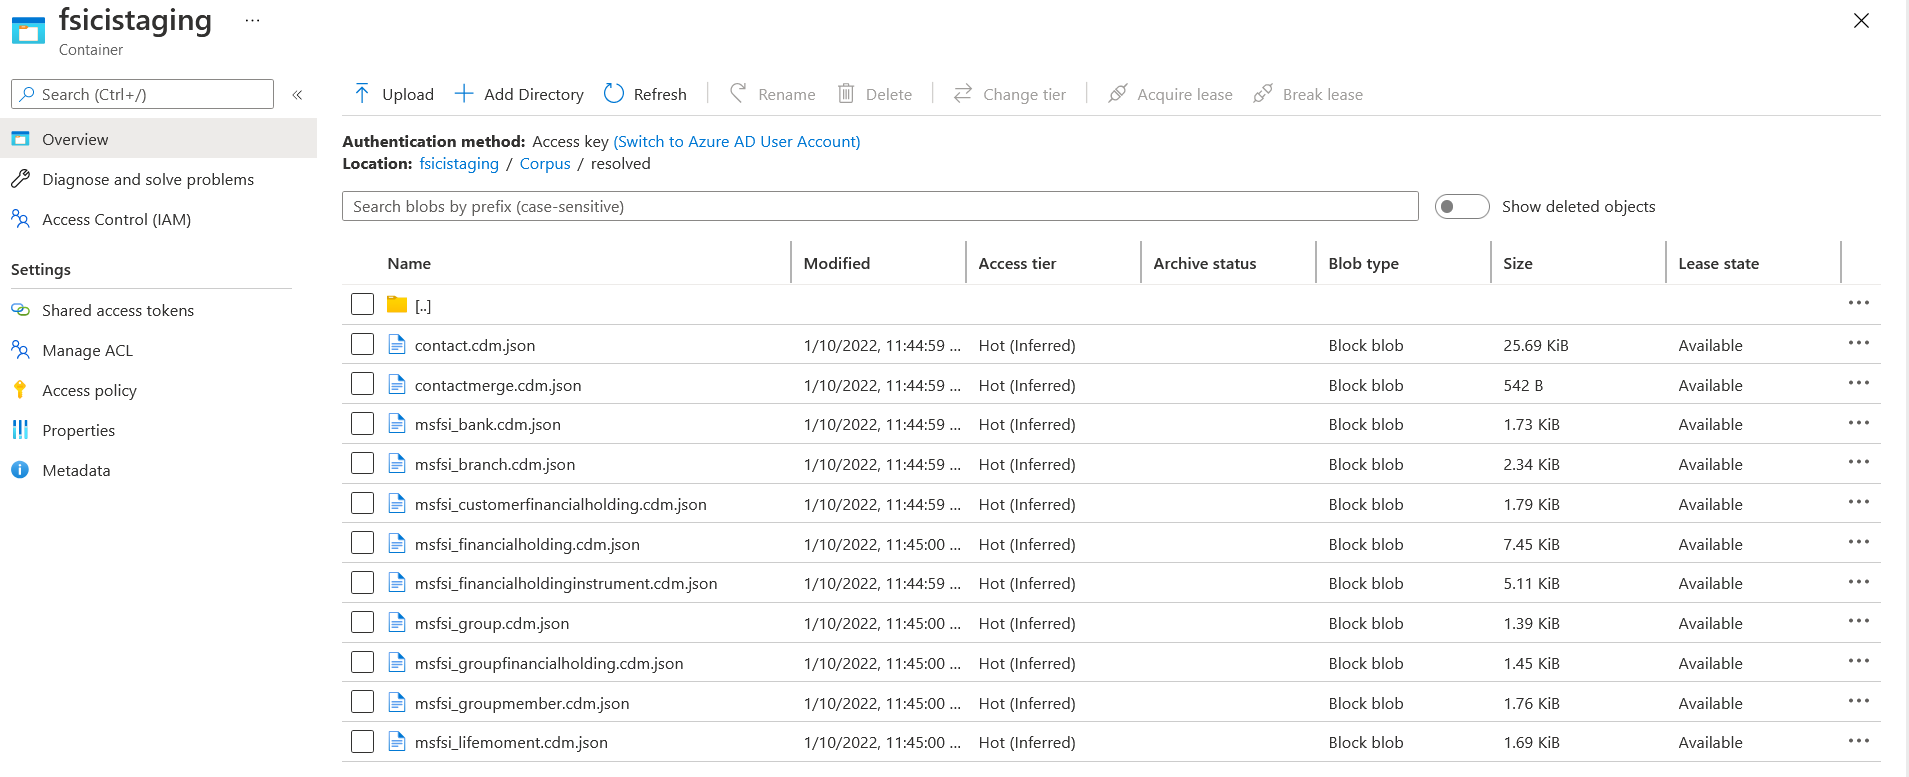 fsicistaging ...
Container
Search (Ctrl+/) «
Overview
Diagnose and solve problems
Access Control (IAM)
Settings
Shared access tokens
Manage ACL
Access policy
Properties
Metadata
Upload Add Directory Refresh Rename Delete Change tier Acquire lease Break lease
Authentication method: Access key (Switch to Azure AD User Account)
Location: fsicistaging / Corpus / resolved
Search blobs by prefix (case-sensitive) Show deleted objects
Name Modified Access tier Archive status Blob type Size Lease state
[..] ...
contact.cdm.json 1/10/2022, 11:44:59 ... Hot (Inferred) Block blob 25.69 KiB Available ...
contactmerge.cdm.json 1/10/2022, 11:44:59 ... Hot (Inferred) Block blob 542 B Available ...
msfsi_bank.cdm.json 1/10/2022, 11:44:59 ... Hot (Inferred) Block blob 1.73 KiB Available ...
msfsi_branch.cdm.json 1/10/2022, 11:44:59 ... Hot (Inferred) Block blob 2.34 KiB Available ...
msfsi_customerfinancialholding.cdm.json 1/10/2022, 11:44:59 ... Hot (Inferred) Block blob 1.79 KiB Available ...
msfsi_financialholding.cdm.json 1/10/2022, 11:45:00 ... Hot (Inferred) Block blob 7.45 KiB Available ...
msfsi_financialholdinginstrument.cdm.json 1/10/2022, 11:44:59 ... Hot (Inferred) Block blob 5.11 KiB Available ...
msfsi_group.cdm.json 1/10/2022, 11:45:00 ... Hot (Inferred) Block blob 1.39 KiB Available ...
msfsi_groupfinancialholding.cdm.json 1/10/2022, 11:45:00 ... Hot (Inferred) Block blob 1.45 KiB Available ...
msfsi_groupmember.cdm.json 1/10/2022, 11:45:00 ... Hot (Inferred) Block blob 1.76 KiB Available ...
msfsi_lifemoment.cdm.json 1/10/2022, 11:45:00 ... Hot (Inferred) Block blob 1.69 KiB Available ...